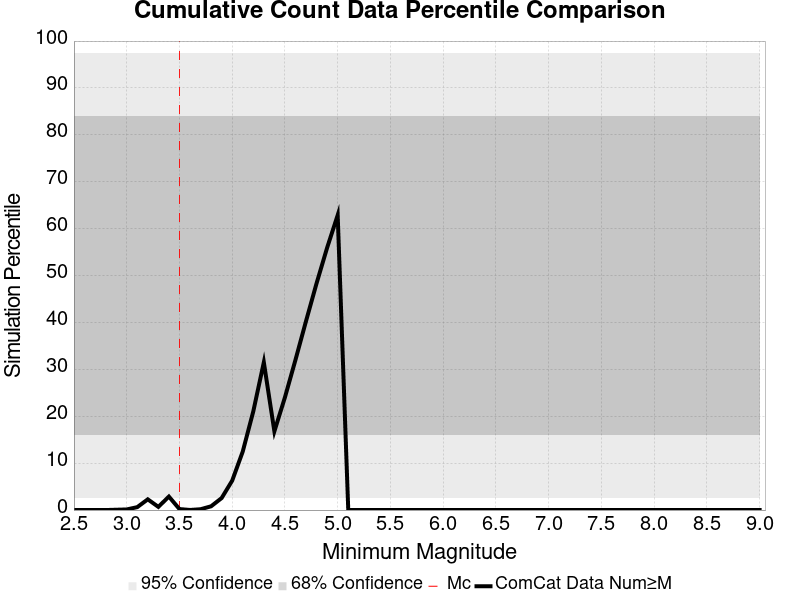 Cumulative Count Data Percentile Comparison
100
90
80
70
60
50
40
30
20
10
0
Simulation Percentile
2.5 3.0 3.5 4.0 4.5 5.0 5.5 6.0 6.5 7.0 7.5 8.0 8.5 9.0
Minimum Magnitude
95% Confidence 68% Confidence Mc ComCat Data Num≥M